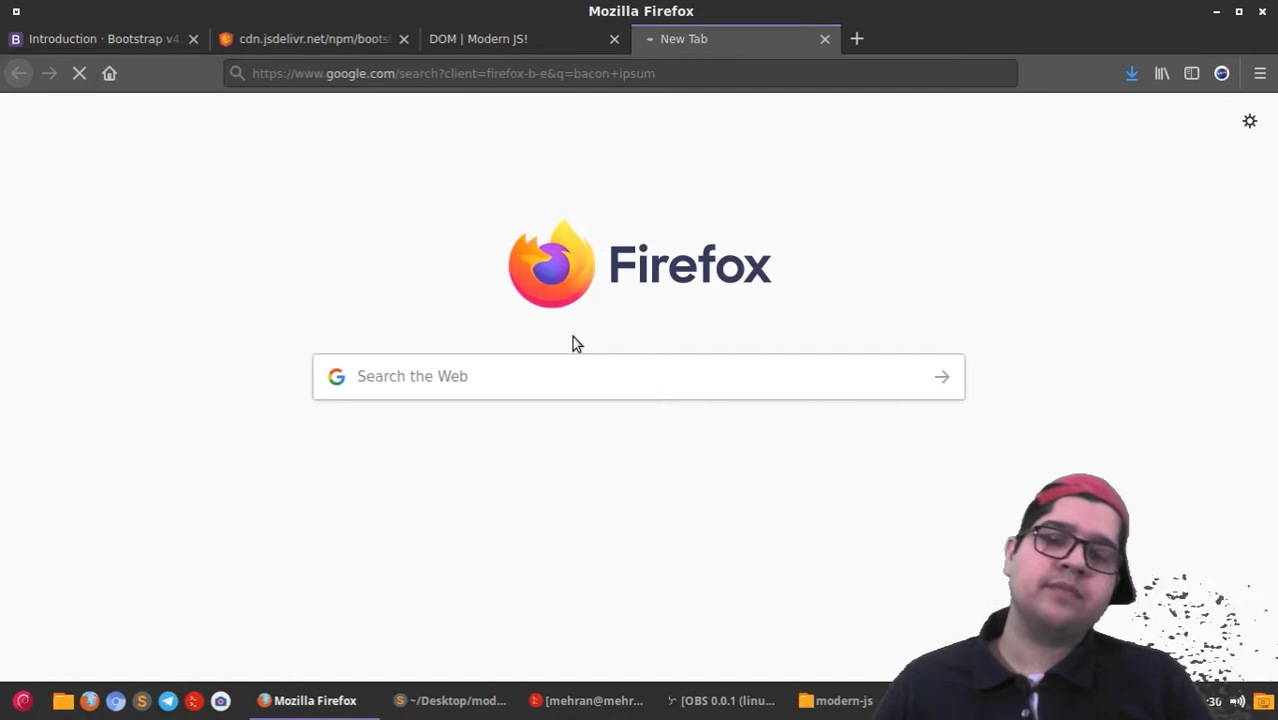 Mozilla Firefox
Introduction · Bootstrap v4
cdn.jsdelivr.net/npm/boots
DOM | Modern JS!
New Tab
https://www.google.com/search?client=firefox-b-e&q=bacon+ipsum
Firefox
Search the Web
Mozilla Firefox
~/Desktop/mod...
[mehran@mehr...
[OBS 0.0.1 (linu...
modern-js